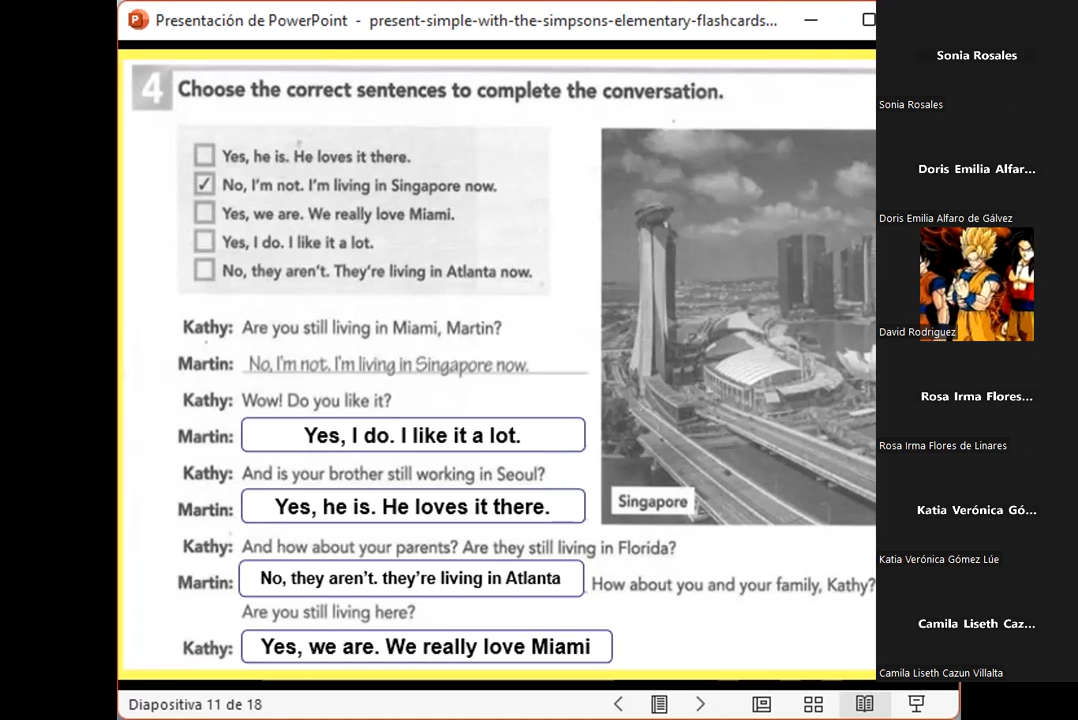 Presentación de PowerPoint - present-simple-with-the-simpsons-elementary-flashcards...
4 Choose the correct sentences to complete the conversation.
Yes, he is. He loves it there.
✓ No, I'm not. I'm living in Singapore now.
Yes, we are. We really love Miami.
Yes, I do. I like it a lot.
No, they aren't. They're living in Atlanta now.
Kathy: Are you still living in Miami, Martin?
Martin: No, I'm not. I'm living in Singapore now.
Kathy: Wow! Do you like it?
Martin: Yes, I do. I like it a lot.
Kathy: And is your brother still working in Seoul?
Martin: Yes, he is. He loves it there.
Kathy: And how about your parents? Are they still living in Florida?
Martin: No, they aren't. they're living in Atlanta How about you and your family, Kathy?
Are you still living here?
Kathy: Yes, we are. We really love Miami
Singapore
Diapositiva 11 de 18
Sonia Rosales
Sonia Rosales
Doris Emilia Alfar...
Doris Emilia Alfaro de Gálvez
David Rodriguez
Rosa Irma Flores...
Rosa Irma Flores de Linares
Katia Verónica Gó...
Katia Verónica Gómez Lúe
Camila Liseth Caz...
Camila Liseth Cazun Villalta